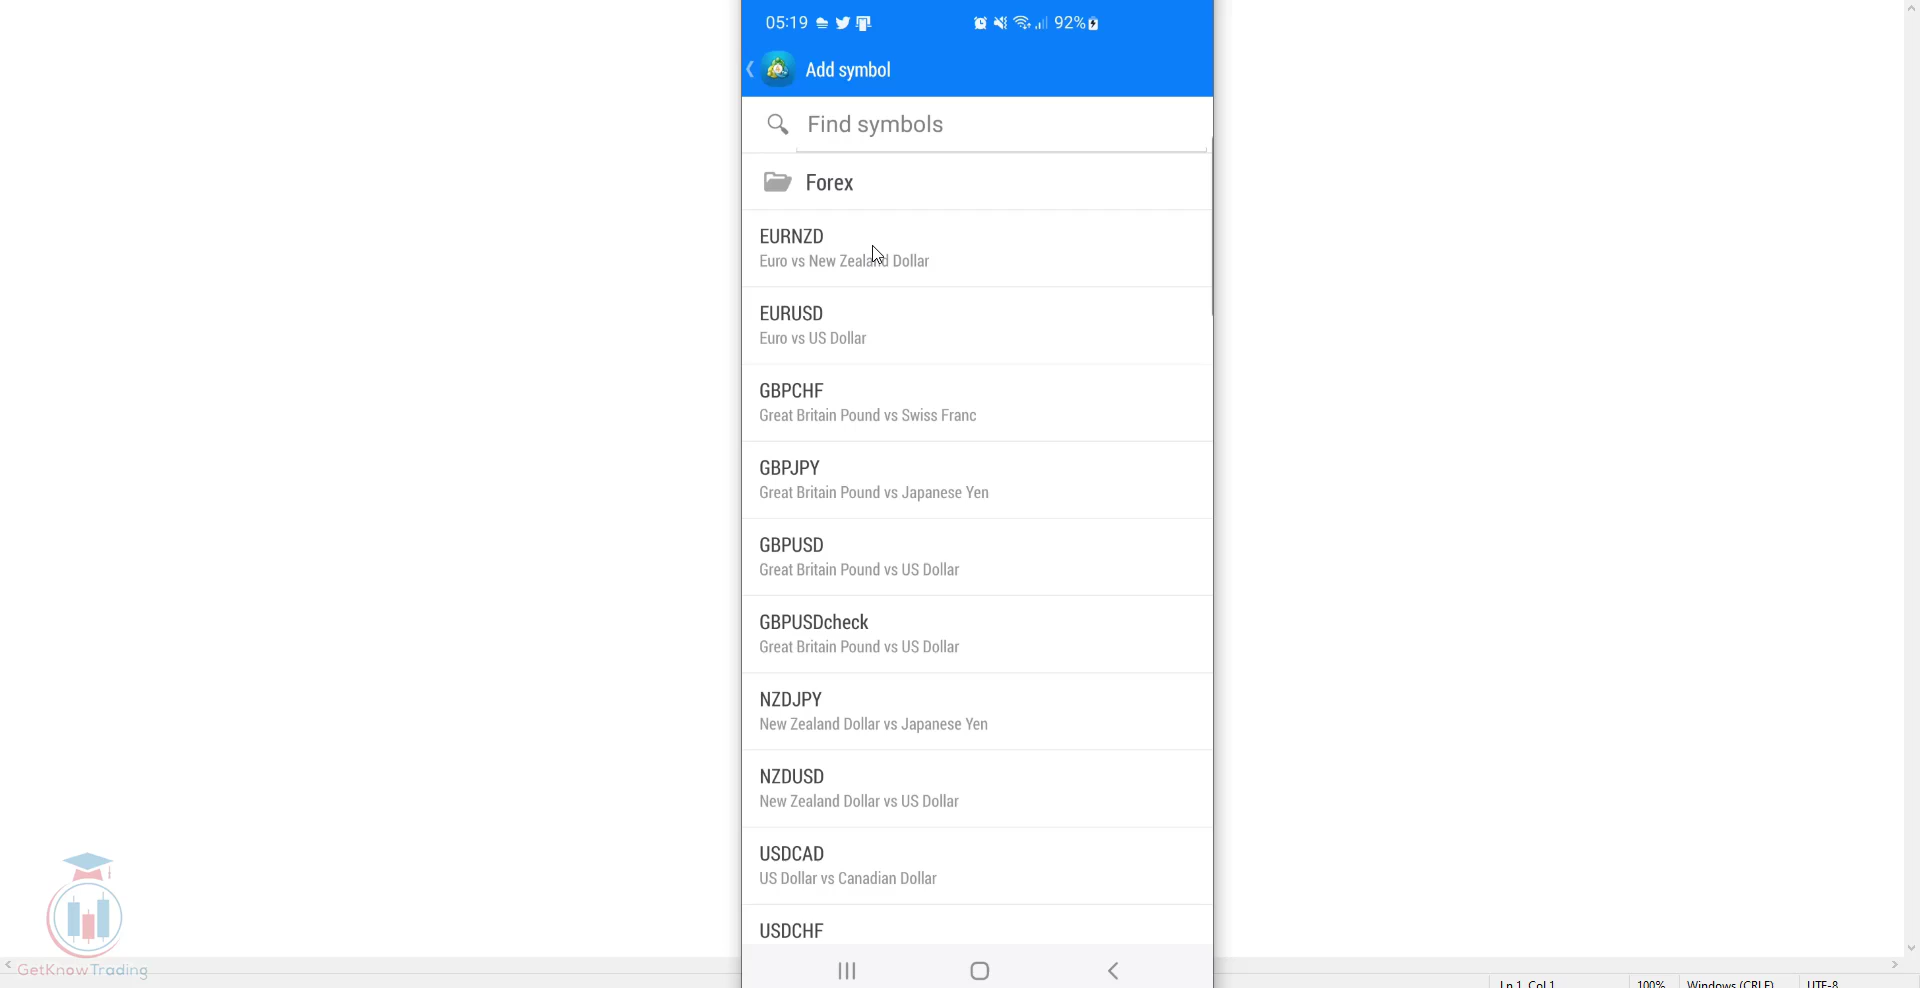 05:19
92%
Add symbol
Find symbols
Forex
EURNZD
Euro vs New Zealand Dollar
EURUSD
Euro vs US Dollar
GBPCHF
Great Britain Pound vs Swiss Franc
GBPJPY
Great Britain Pound vs Japanese Yen
GBPUSD
Great Britain Pound vs US Dollar
GBPUSDcheck
Great Britain Pound vs US Dollar
NZDJPY
New Zealand Dollar vs Japanese Yen
NZDUSD
New Zealand Dollar vs US Dollar
USDCAD
US Dollar vs Canadian Dollar
USDCHF
GetKnowTrading
Ln 1, Col 1
100%
Windows (CRLF)
UTF-8